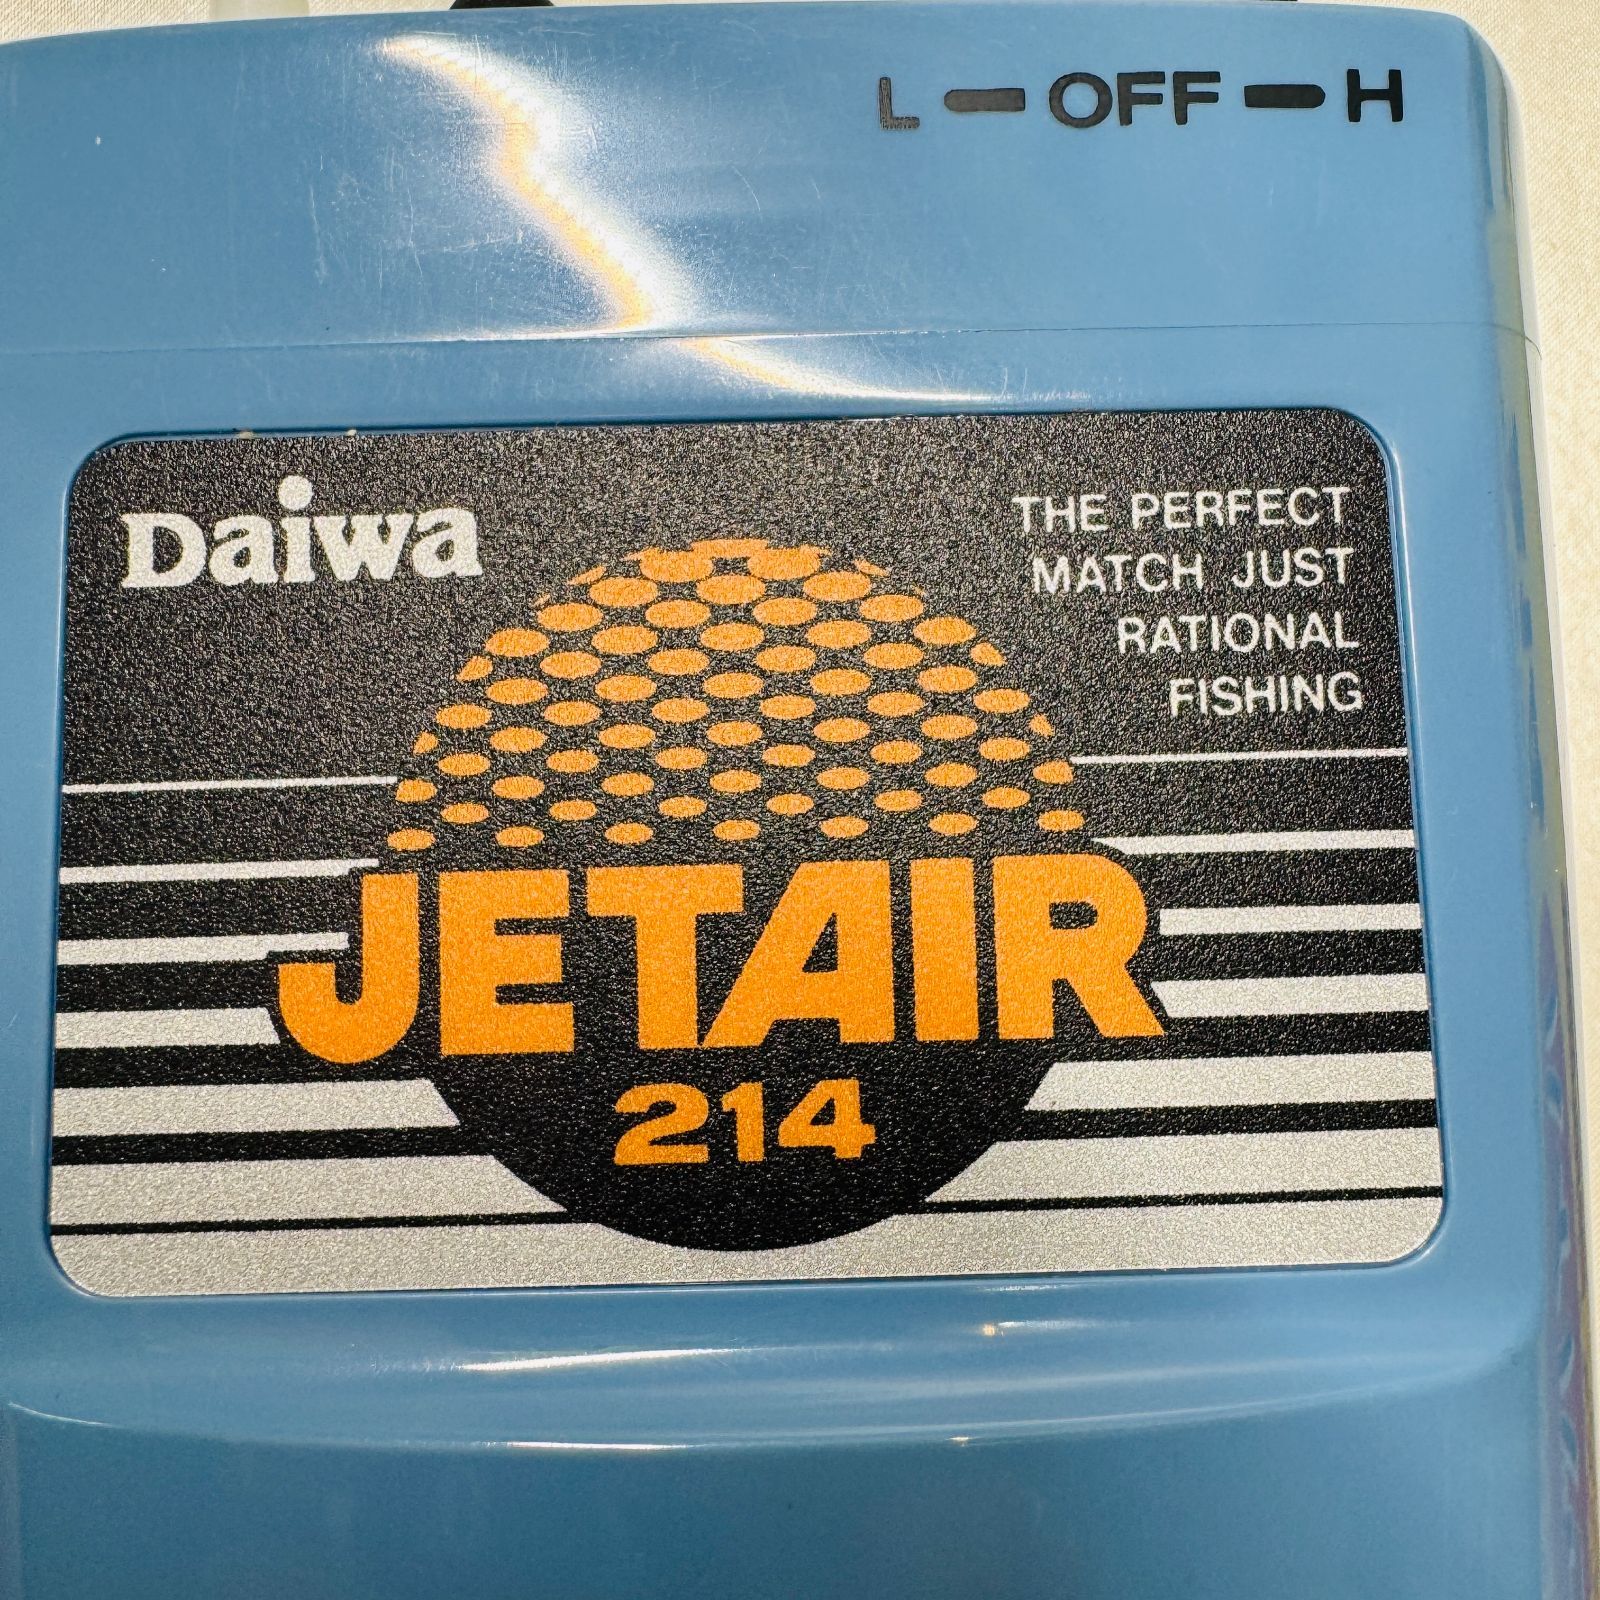 L - OFF - H
Daiwa
THE PERFECT
MATCH JUST
RATIONAL
FISHING
JETAIR
214